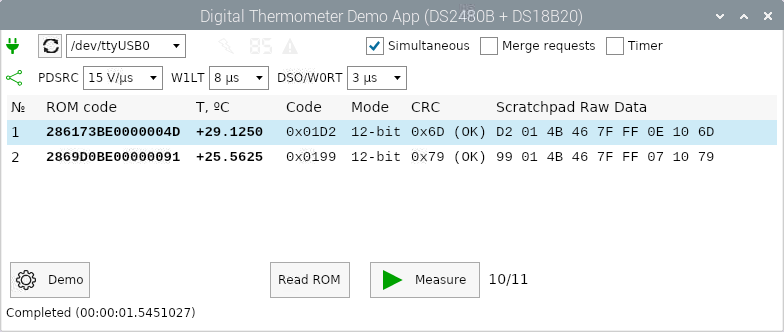 Digital Thermometer Demo App (DS2480B + DS18B20)
/dev/ttyUSB0 85 Simultaneous Merge requests Timer
PDSRC 15 V/µs W1LT 8 µs DSO/W0RT 3 µs
№ ROM code T, ºC Code Mode CRC Scratchpad Raw Data
1 286173BE0000004D +29.1250 0x01D2 12-bit 0x6D (OK) D2 01 4B 46 7F FF 0E 10 6D
2 2869D0BE00000091 +25.5625 0x0199 12-bit 0x79 (OK) 99 01 4B 46 7F FF 07 10 79
Demo Read ROM Measure 10/11
Completed (00:00:01.5451027)